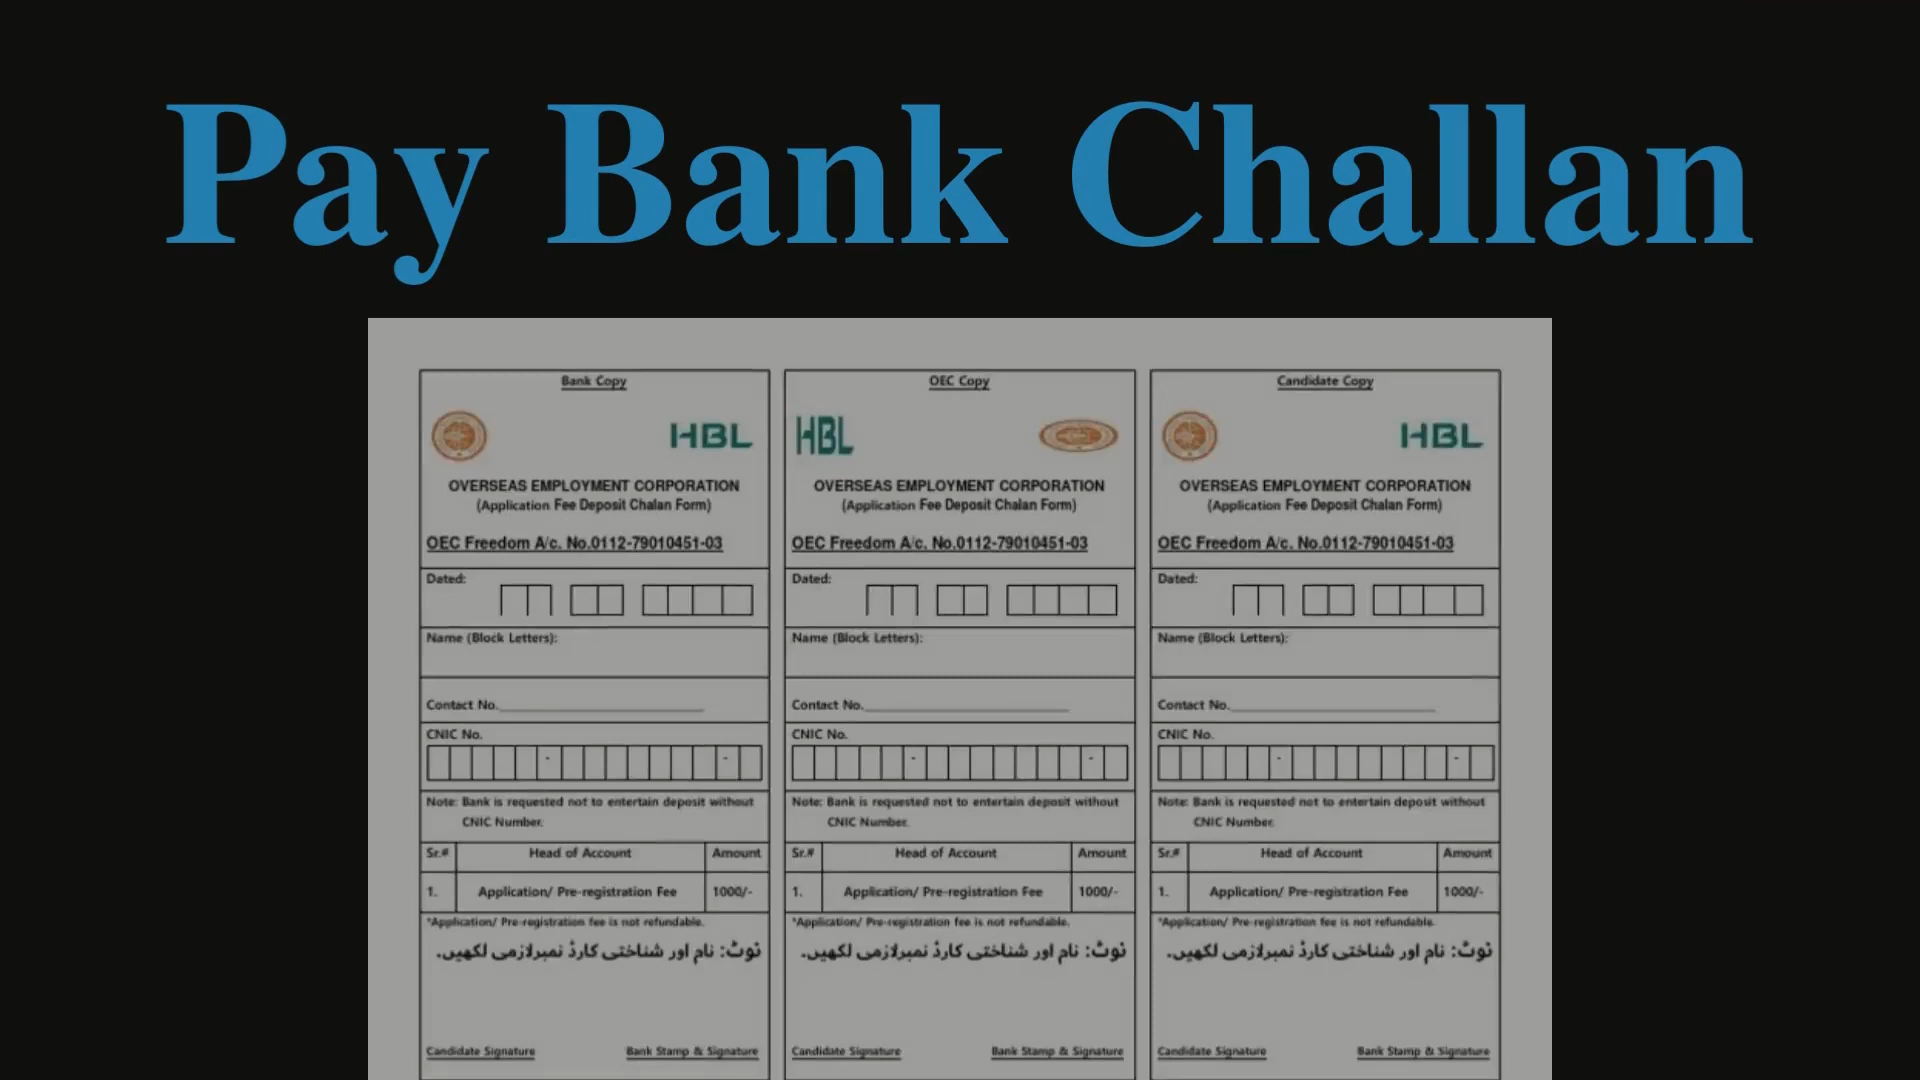 Pay Bank Challan
Bank Copy
HBL
OVERSEAS EMPLOYMENT CORPORATION
(Application Fee Deposit Chalan Form)
OEC Freedom A/c. No.0112-79010451-03
Dated:
Name (Block Letters):
Contact No.
CNIC No.
- -
Note: Bank is requested not to entertain deposit without
CNIC Number.
Sr.# Head of Account Amount
1. Application/ Pre-registration Fee 1000/-
*Application/ Pre-registration fee is not refundable.
نوٹ: نام اور شناختی کارڈ نمبرلازمی لکھیں.
Candidate Signature Bank Stamp & Signature
OEC Copy
HBL
OVERSEAS EMPLOYMENT CORPORATION
(Application Fee Deposit Chalan Form)
OEC Freedom A/c. No.0112-79010451-03
Dated:
Name (Block Letters):
Contact No.
CNIC No.
- -
Note: Bank is requested not to entertain deposit without
CNIC Number.
Sr.# Head of Account Amount
1. Application/ Pre-registration Fee 1000/-
*Application/ Pre-registration fee is not refundable.
نوٹ: نام اور شناختی کارڈ نمبرلازمی لکھیں.
Candidate Signature Bank Stamp & Signature
Candidate Copy
HBL
OVERSEAS EMPLOYMENT CORPORATION
(Application Fee Deposit Chalan Form)
OEC Freedom A/c. No.0112-79010451-03
Dated:
Name (Block Letters):
Contact No.
CNIC No.
- -
Note: Bank is requested not to entertain deposit without
CNIC Number.
Sr.# Head of Account Amount
1. Application/ Pre-registration Fee 1000/-
*Application/ Pre-registration fee is not refundable.
نوٹ: نام اور شناختی کارڈ نمبرلازمی لکھیں.
Candidate Signature Bank Stamp & Signature